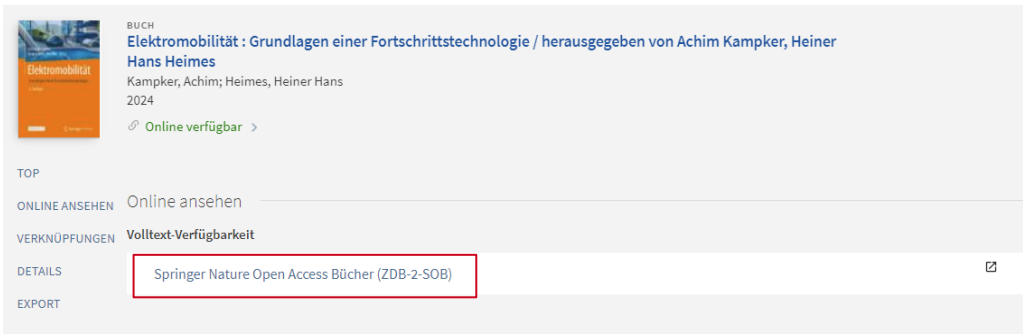 BUCH
Elektromobilität : Grundlagen einer Fortschrittstechnologie / herausgegeben von Achim Kampker, Heiner
Hans Heimes
Kampker, Achim; Heimes, Heiner Hans
2024
Online verfügbar
Elektromobilität
TOP
ONLINE ANSEHEN
VERKNÜPFUNGEN
DETAILS
EXPORT
Online ansehen
Volltext-Verfügbarkeit
Springer Nature Open Access Bücher (ZDB-2-SOB)